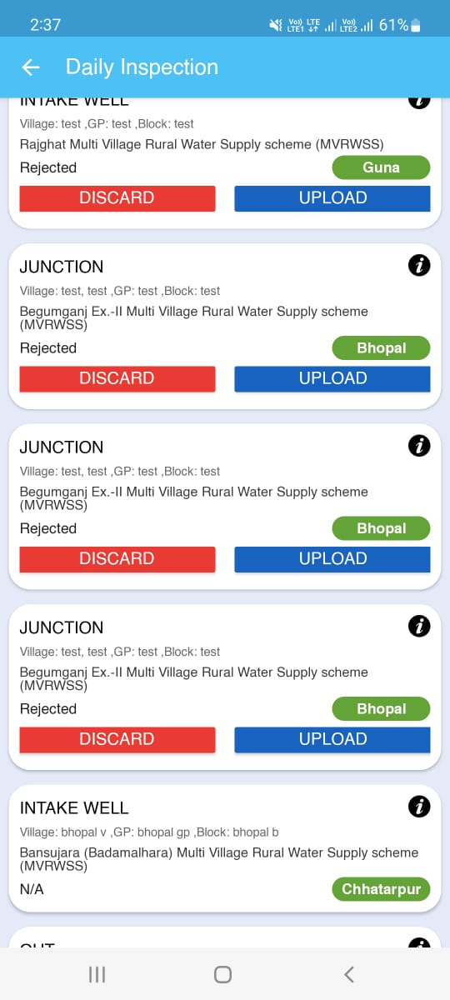 2:37 Vo)) LTE LTE1 Vo)) LTE2 61%
Daily Inspection
INTAKE WELL
Village: test ,GP: test ,Block: test
Rajghat Multi Village Rural Water Supply scheme (MVRWSS)
Rejected Guna
DISCARD UPLOAD
JUNCTION
Village: test, test ,GP: test ,Block: test
Begumganj Ex.-II Multi Village Rural Water Supply scheme
(MVRWSS)
Rejected Bhopal
DISCARD UPLOAD
JUNCTION
Village: test, test ,GP: test ,Block: test
Begumganj Ex.-II Multi Village Rural Water Supply scheme
(MVRWSS)
Rejected Bhopal
DISCARD UPLOAD
JUNCTION
Village: test, test ,GP: test ,Block: test
Begumganj Ex.-II Multi Village Rural Water Supply scheme
(MVRWSS)
Rejected Bhopal
DISCARD UPLOAD
INTAKE WELL
Village: bhopal v ,GP: bhopal gp ,Block: bhopal b
Bansujara (Badamalhara) Multi Village Rural Water Supply scheme
(MVRWSS)
N/A Chhatarpur